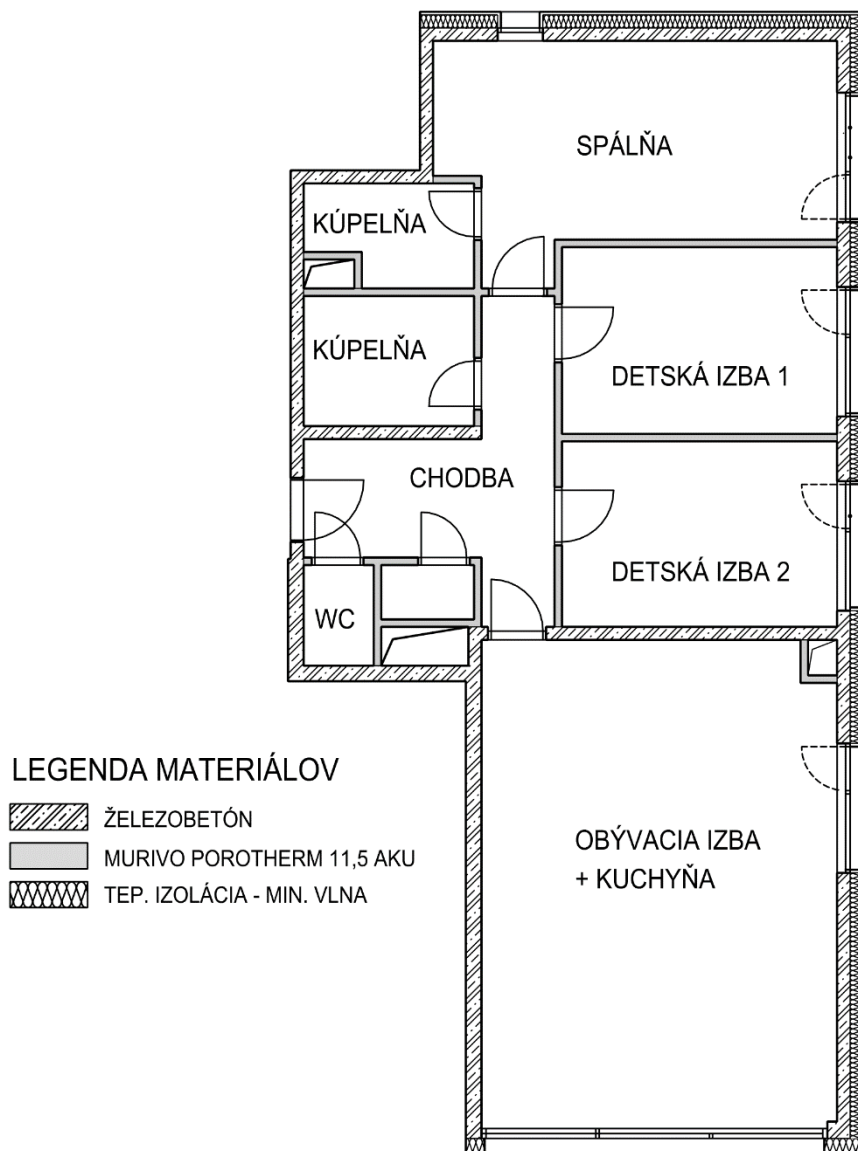 SPÁLŇA
KÚPELŇA
KÚPELŇA
DETSKÁ IZBA 1
CHODBA
DETSKÁ IZBA 2
WC
LEGENDA MATERIÁLOV
ŽELEZOBETÓN
MURIVO POROTHERM 11,5 AKU
TEP. IZOLÁCIA - MIN. VLNA
OBÝVACIA IZBA
+ KUCHYŇA